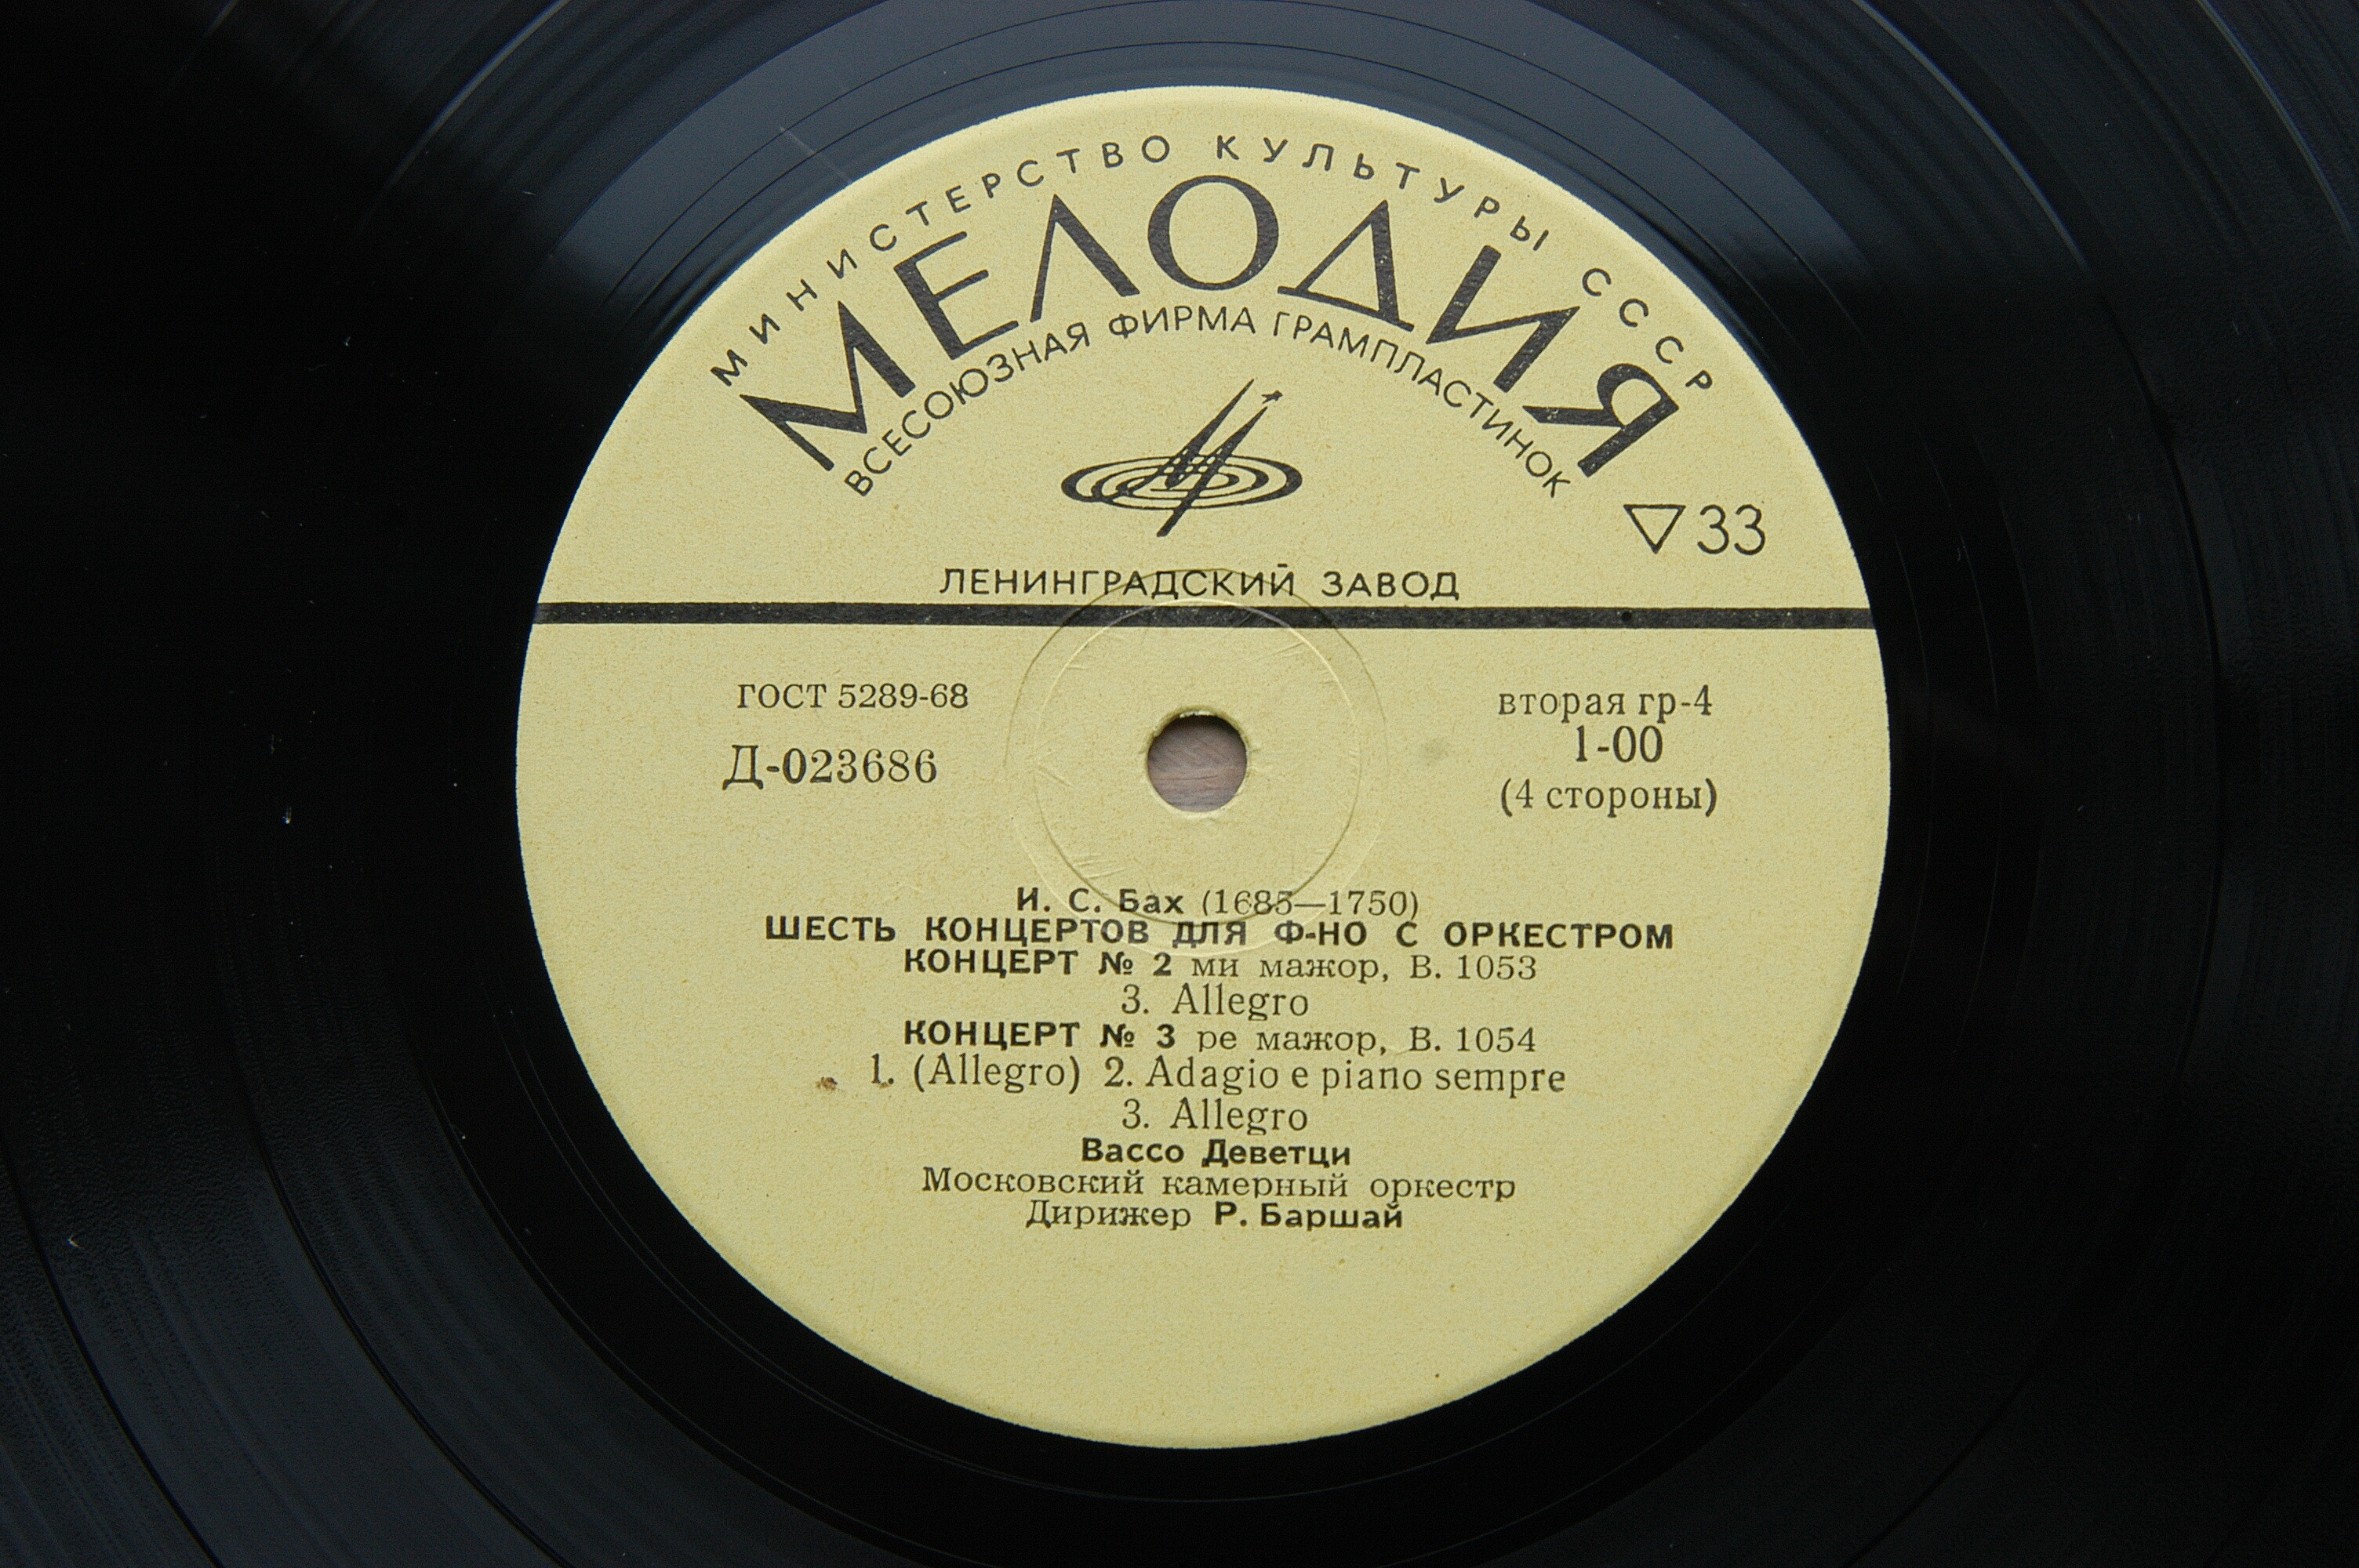 МИНИСТЕРСТВО КУЛЬТУРЫ СССР
МЕЛОДИЯ
ВСЕСОЮЗНАЯ ФИРМА ГРАМПЛАСТИНОК
▽33
ЛЕНИНГРАДСКИЙ ЗАВОД
ГОСТ 5289-68
Д-023686
вторая гр-4
1-00
(4 стороны)
И. С. Бах (1685—1750)
ШЕСТЬ КОНЦЕРТОВ ДЛЯ Ф-НО С ОРКЕСТРОМ
КОНЦЕРТ № 2 ми мажор, В. 1053
3. Allegro
КОНЦЕРТ № 3 ре мажор, В. 1054
1. (Allegro) 2. Adagio e piano sempre
3. Allegro
Вассо Деветци
Московский камерный оркестр
Дирижер Р. Баршай